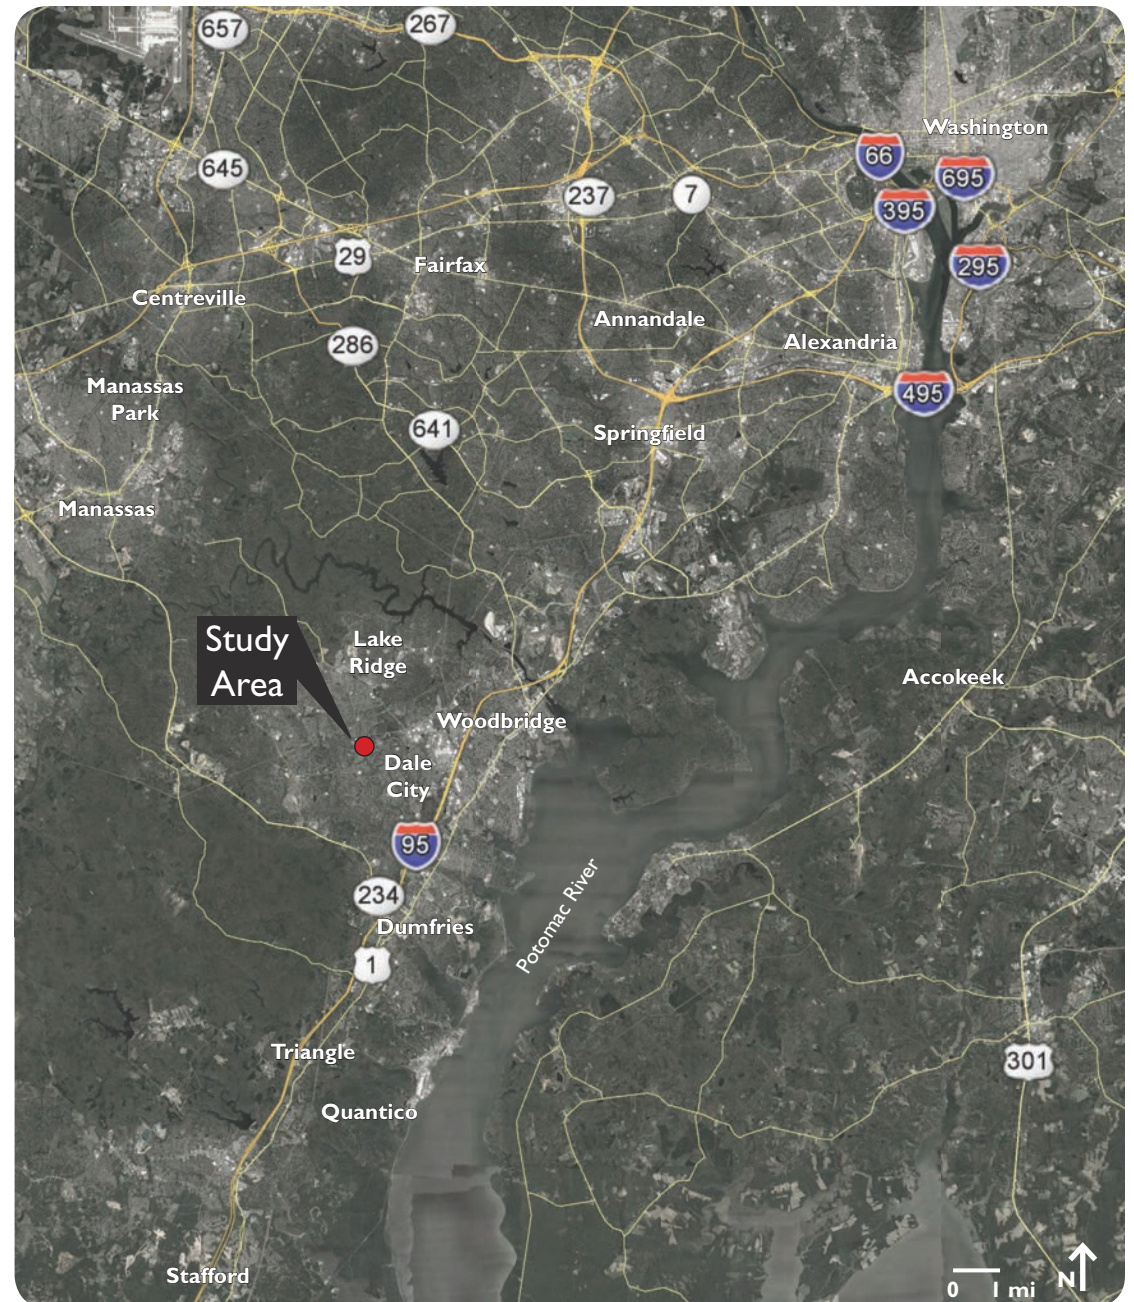 657
267
Washington
66
645
695
237
7
395
29
Fairfax
295
Centreville
Annandale
Alexandria
286
Manassas
Park
495
641
Springfield
Manassas
Study
Area
Lake
Ridge
Accokeek
Woodbridge
Dale
City
95
234
Potomac River
Dumfries
1
Triangle
301
Quantico
Stafford
0 1 mi
N